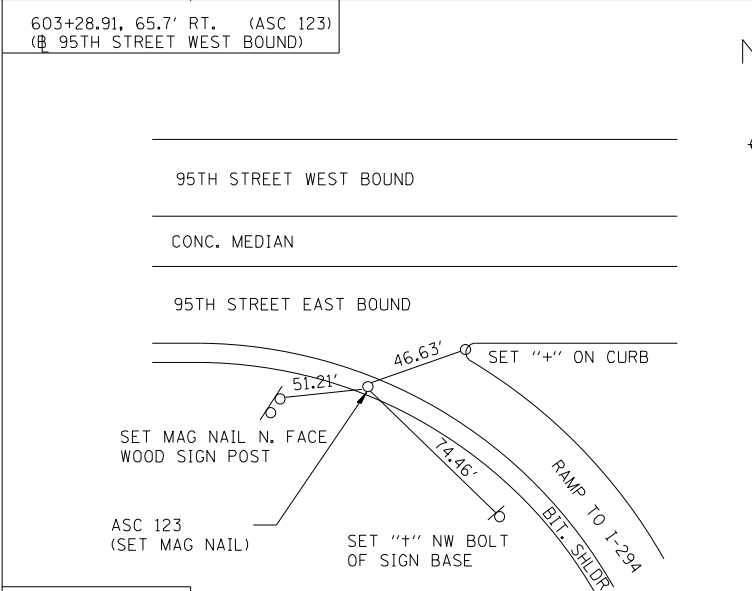 603+28.91, 65.7' RT. (ASC 123)
(℄ 95TH STREET WEST BOUND)
N
95TH STREET WEST BOUND
CONC. MEDIAN
95TH STREET EAST BOUND
46.63'
SET "+" ON CURB
51.21'
SET MAG NAIL N. FACE
WOOD SIGN POST
74.46'
RAMP TO I-294
BIT. SHLDR
ASC 123
(SET MAG NAIL)
SET "†" NW BOLT
OF SIGN BASE